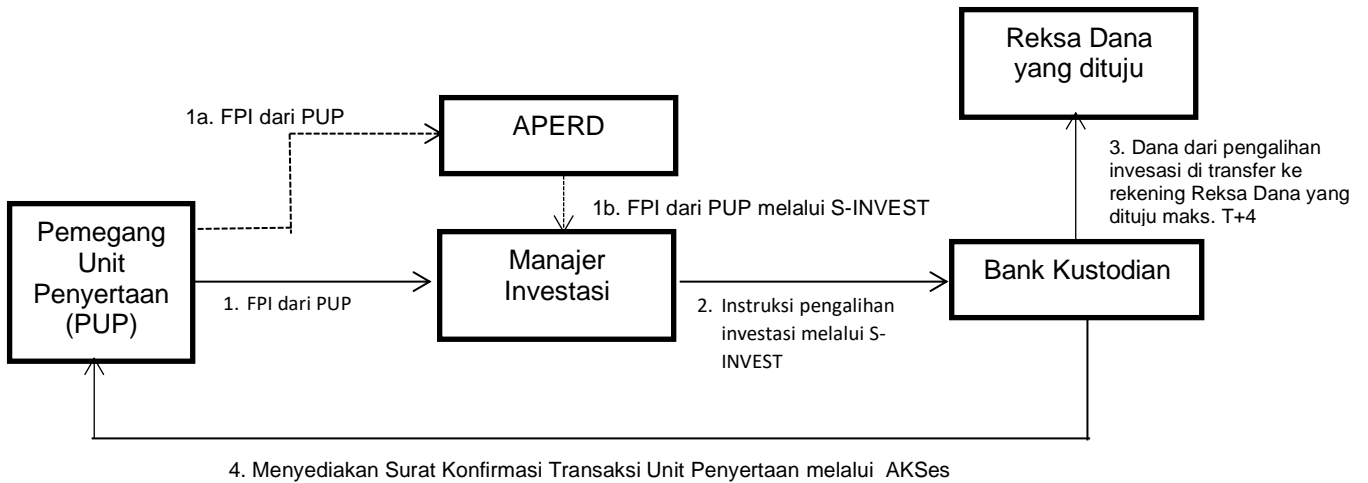 Reksa Dana
yang dituju
1a. FPI dari PUP
APERD
3. Dana dari pengalihan
invesasi di transfer ke
rekening Reksa Dana yang
dituju maks. T+4
1b. FPI dari PUP melalui S-INVEST
Pemegang
Unit
Penyertaan
(PUP)
Manajer
Investasi
Bank Kustodian
1. FPI dari PUP
2. Instruksi pengalihan
investasi melalui S-
INVEST
4. Menyediakan Surat Konfirmasi Transaksi Unit Penyertaan melalui AKSes